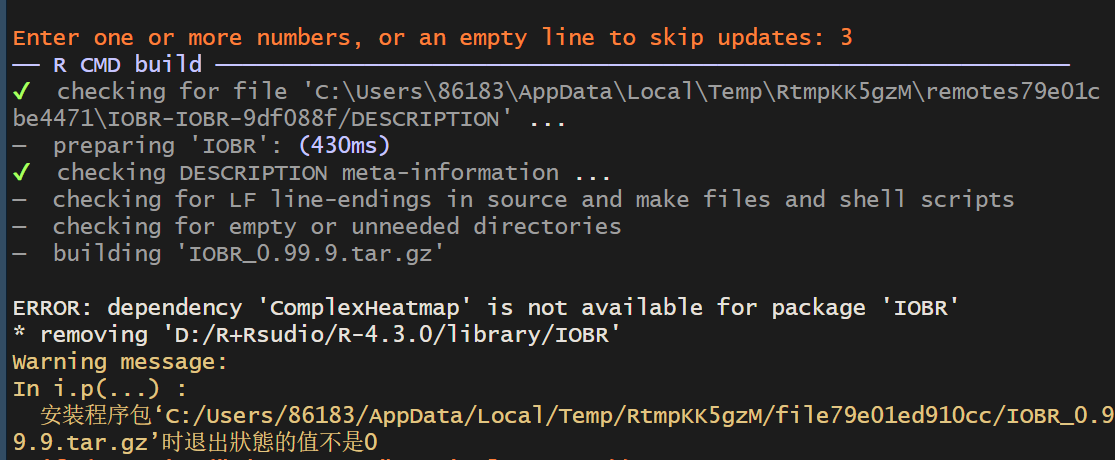 Enter one or more numbers, or an empty line to skip updates: 3
── R CMD build ─────────────────────────────────────────
✔  checking for file 'C:\Users\86183\AppData\Local\Temp\RtmpKK5gzM\remotes79e01c
be4471\IOBR-IOBR-9df088f/DESCRIPTION' ...
─  preparing 'IOBR': (430ms)
✔  checking DESCRIPTION meta-information ...
─  checking for LF line-endings in source and make files and shell scripts
─  checking for empty or unneeded directories
─  building 'IOBR_0.99.9.tar.gz'
ERROR: dependency 'ComplexHeatmap' is not available for package 'IOBR'
* removing 'D:/R+Rsudio/R-4.3.0/library/IOBR'
Warning message:
In i.p(...) :
安装程序包‘C:/Users/86183/AppData/Local/Temp/RtmpKK5gzM/file79e01ed910cc/IOBR_0.9
9.9.tar.gz’时退出狀態的值不是0